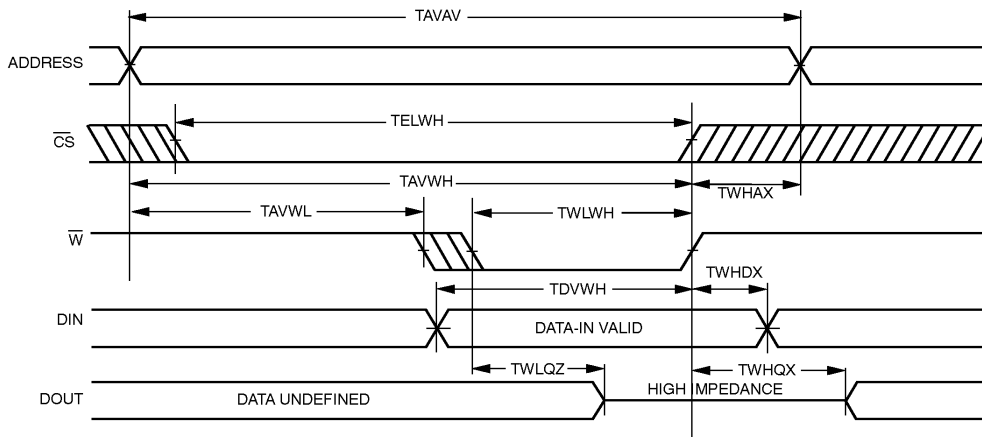 TAVAV
ADDRESS
TELWH
CS
TAVWH
TWHAX
TAVWL
TWLWH
W
TWHDX
TDVWH
DIN
DATA-IN VALID
TWLQZ
TWHQX
HIGH IMPEDANCE
DOUT
DATA UNDEFINED